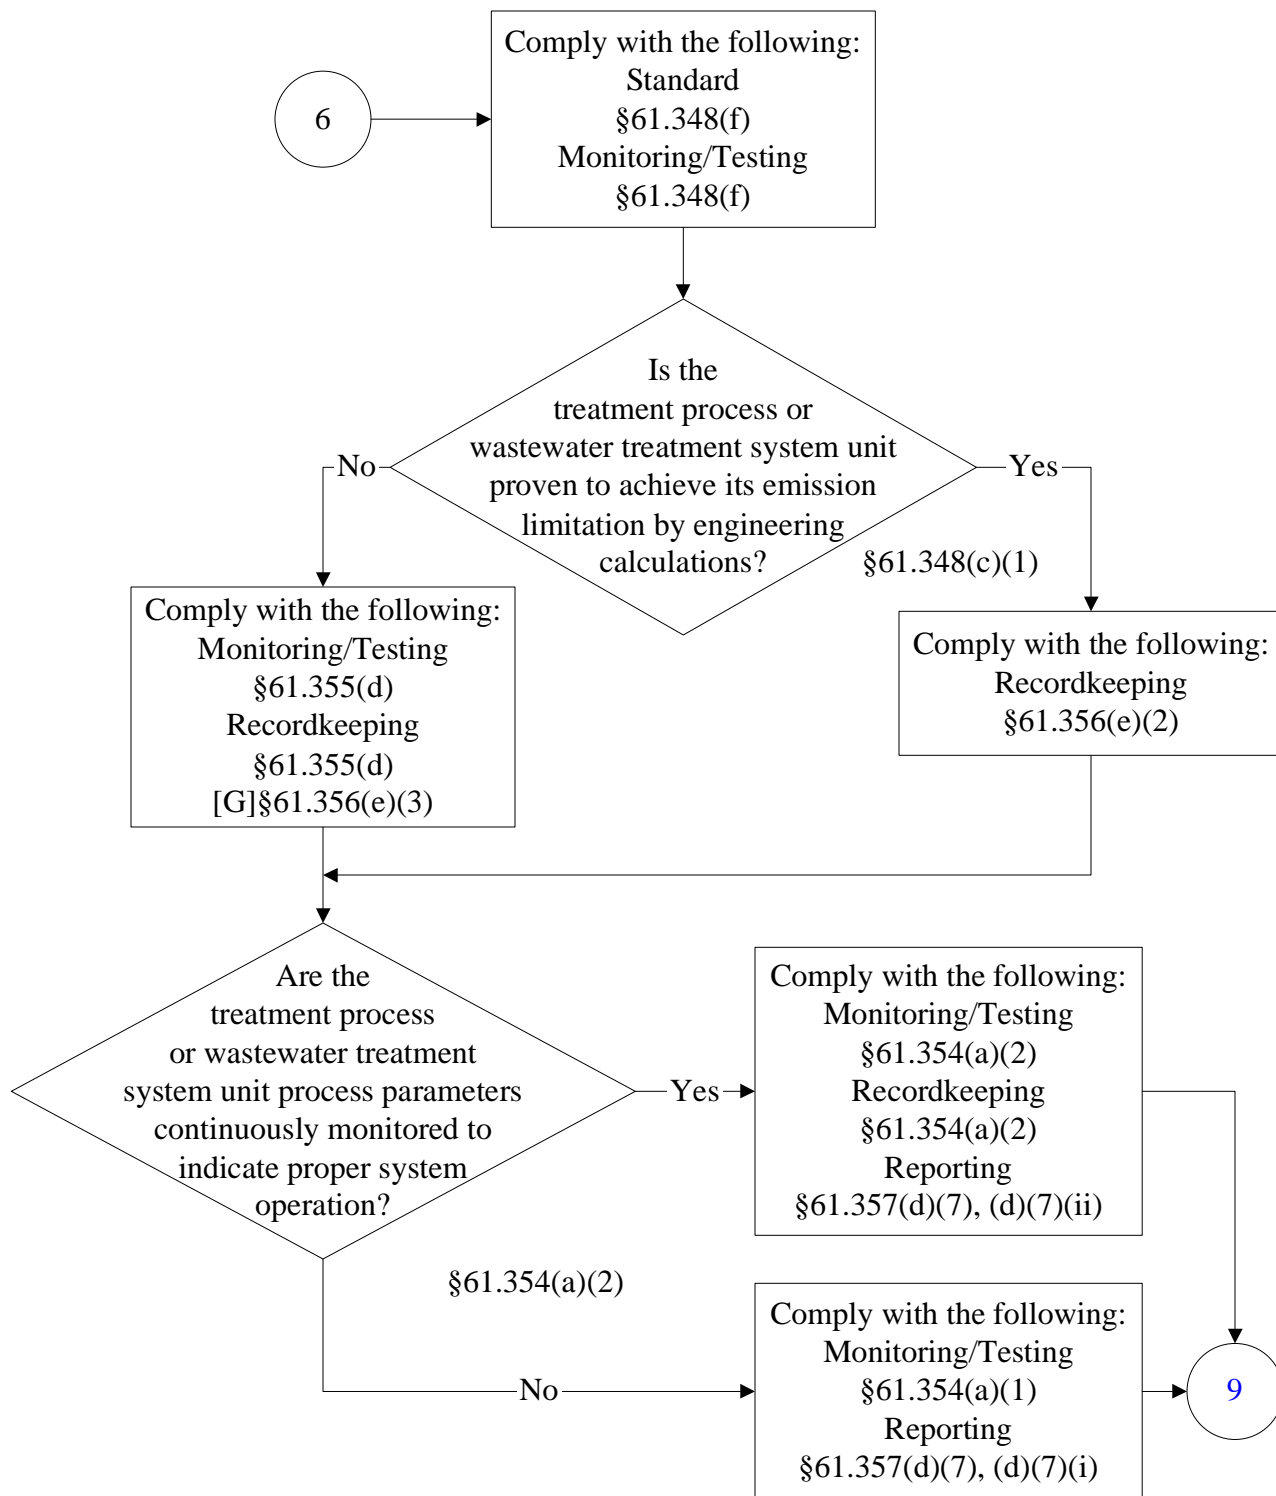 6
Comply with the following:
Standard
§61.348(f)
Monitoring/Testing
§61.348(f)
Is the
treatment process or
wastewater treatment system unit
proven to achieve its emission
limitation by engineering
calculations?
No
Yes
§61.348(c)(1)
Comply with the following:
Monitoring/Testing
§61.355(d)
Recordkeeping
§61.355(d)
[G]§61.356(e)(3)
Comply with the following:
Recordkeeping
§61.356(e)(2)
Are the
treatment process
or wastewater treatment
system unit process parameters
continuously monitored to
indicate proper system
operation?
Yes
§61.354(a)(2)
No
Comply with the following:
Monitoring/Testing
§61.354(a)(2)
Recordkeeping
§61.354(a)(2)
Reporting
§61.357(d)(7), (d)(7)(ii)
Comply with the following:
Monitoring/Testing
§61.354(a)(1)
Reporting
§61.357(d)(7), (d)(7)(i)
9